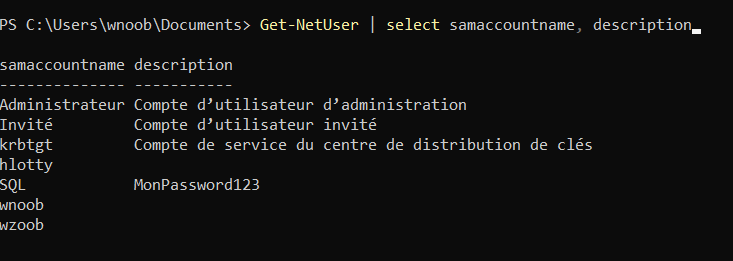 PS C:\Users\wnoob\Documents> Get-NetUser | select samaccountname, description
samaccountname description
-------------- -----------
Administrateur Compte d’utilisateur d’administration
Invité         Compte d’utilisateur invité
krbtgt         Compte de service du centre de distribution de clés
hlotty
SQL            MonPassword123
wnoob
wzoob